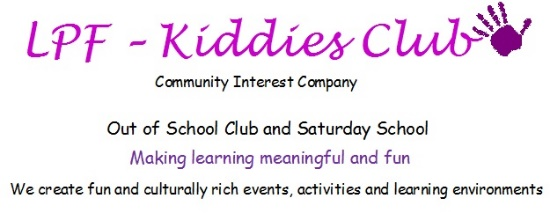 LPF - Kiddies Club
Community Interest Company
Out of School Club and Saturday School
Making learning meaningful and fun
We create fun and culturally rich events, activities and learning environments